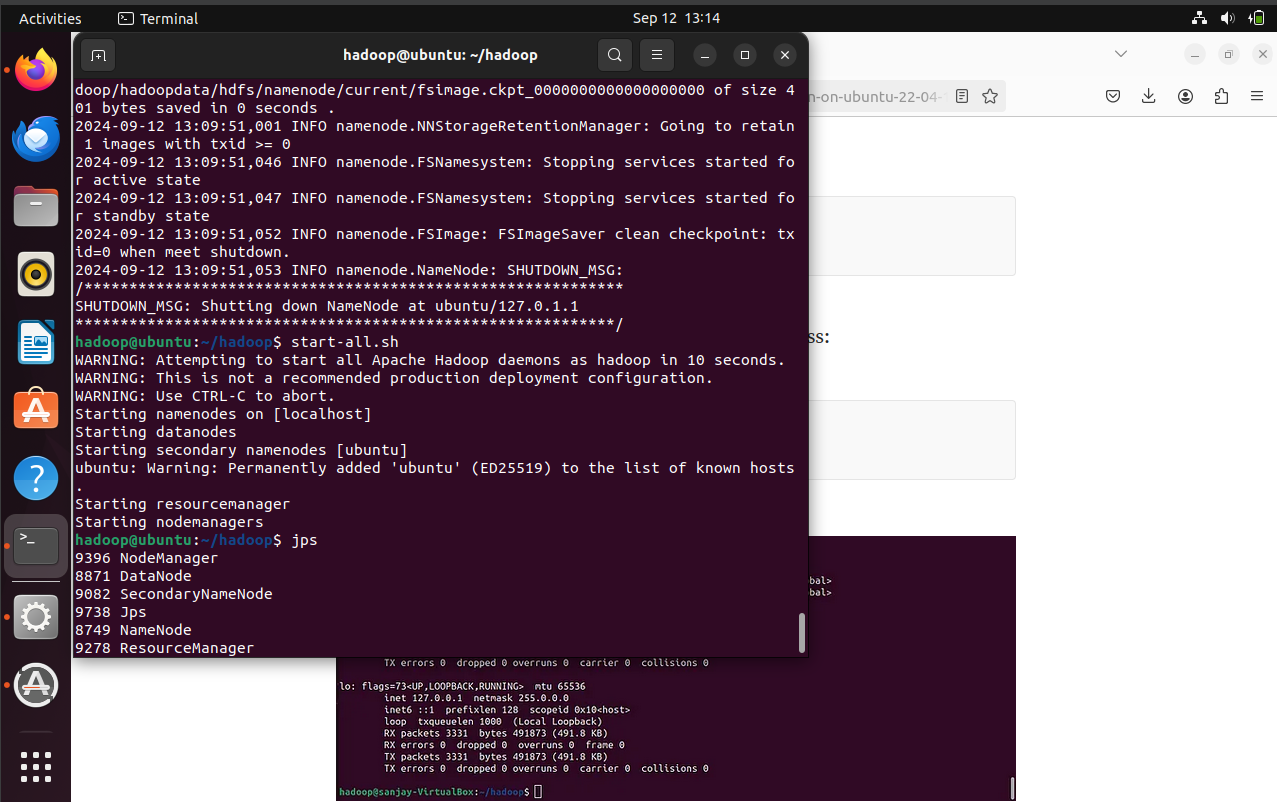 Activities
Terminal
Sep 12 13:14
hadoop@ubuntu: ~/hadoop
doop/hadoopdata/hdfs/namenode/current/fsimage.ckpt_0000000000000000000 of size 4
01 bytes saved in 0 seconds .
2024-09-12 13:09:51,001 INFO namenode.NNStorageRetentionManager: Going to retain
 1 images with txid >= 0
2024-09-12 13:09:51,046 INFO namenode.FSNamesystem: Stopping services started fo
r active state
2024-09-12 13:09:51,047 INFO namenode.FSNamesystem: Stopping services started fo
r standby state
2024-09-12 13:09:51,052 INFO namenode.FSImage: FSImageSaver clean checkpoint: tx
id=0 when meet shutdown.
2024-09-12 13:09:51,053 INFO namenode.NameNode: SHUTDOWN_MSG:
/************************************************************
SHUTDOWN_MSG: Shutting down NameNode at ubuntu/127.0.1.1
************************************************************/
hadoop@ubuntu:~/hadoop$ start-all.sh
WARNING: Attempting to start all Apache Hadoop daemons as hadoop in 10 seconds.
WARNING: This is not a recommended production deployment configuration.
WARNING: Use CTRL-C to abort.
Starting namenodes on [localhost]
Starting datanodes
Starting secondary namenodes [ubuntu]
ubuntu: Warning: Permanently added 'ubuntu' (ED25519) to the list of known hosts
.
Starting resourcemanager
Starting nodemanagers
hadoop@ubuntu:~/hadoop$ jps
9396 NodeManager
8871 DataNode
9082 SecondaryNameNode
9738 Jps
8749 NameNode
9278 ResourceManager
n-on-ubuntu-22-04-
ss:
bal>
bal>
TX errors 0 dropped 0 overruns 0 carrier 0 collisions 0
lo: flags=73<UP,LOOPBACK,RUNNING> mtu 65536
inet 127.0.0.1 netmask 255.0.0.0
inet6 ::1 prefixlen 128 scopeid 0x10<host>
loop txqueuelen 1000 (Local Loopback)
RX packets 3331 bytes 491873 (491.8 KB)
RX errors 0 dropped 0 overruns 0 frame 0
TX packets 3331 bytes 491873 (491.8 KB)
TX errors 0 dropped 0 overruns 0 carrier 0 collisions 0
hadoop@sanjay-VirtualBox:~/hadoop$